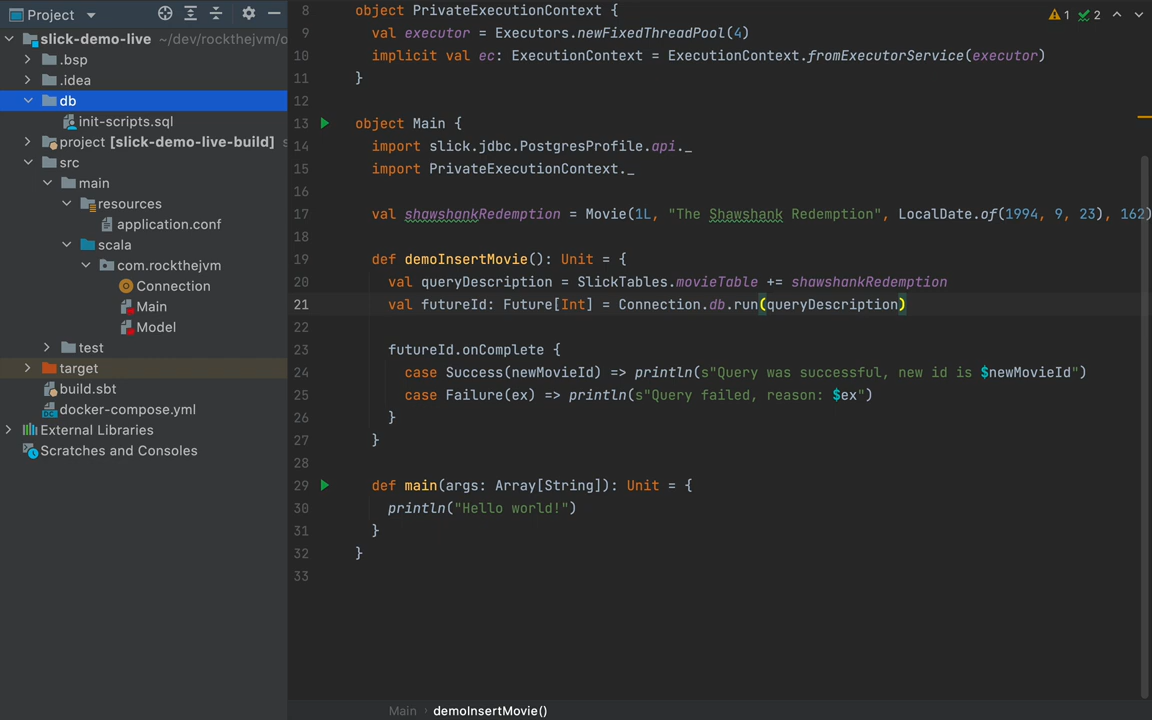 Project
slick-demo-live ~/dev/rockthejvm/o
.bsp
.idea
db
init-scripts.sql
project [slick-demo-live-build] s
src
main
resources
application.conf
scala
com.rockthejvm
Connection
Main
Model
test
target
build.sbt
docker-compose.yml
External Libraries
Scratches and Consoles
1 2
8 object PrivateExecutionContext {
9 val executor = Executors.newFixedThreadPool(4)
10 implicit val ec: ExecutionContext = ExecutionContext.fromExecutorService(executor)
11 }
12
13 object Main {
14 import slick.jdbc.PostgresProfile.api._
15 import PrivateExecutionContext._
16
17 val shawshankRedemption = Movie(1L, "The Shawshank Redemption", LocalDate.of(1994, 9, 23), 162)
18
19 def demoInsertMovie(): Unit = {
20 val queryDescription = SlickTables.movieTable += shawshankRedemption
21 val futureId: Future[Int] = Connection.db.run(queryDescription)
22
23 futureId.onComplete {
24 case Success(newMovieId) => println(s"Query was successful, new id is $newMovieId")
25 case Failure(ex) => println(s"Query failed, reason: $ex")
26 }
27 }
28
29 def main(args: Array[String]): Unit = {
30 println("Hello world!")
31 }
32 }
33
Main › demoInsertMovie()